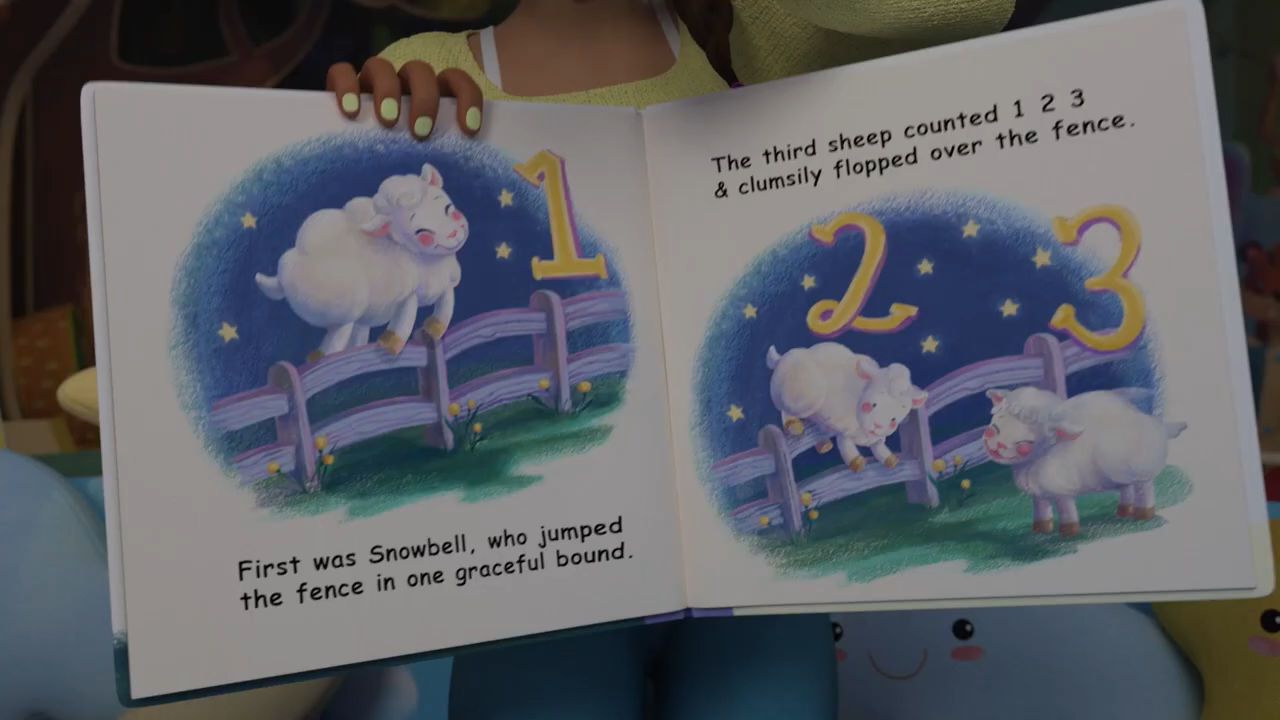 1
First was Snowbell, who jumped
the fence in one graceful bound.
The third sheep counted 1 2 3
& clumsily flopped over the fence.
2 3